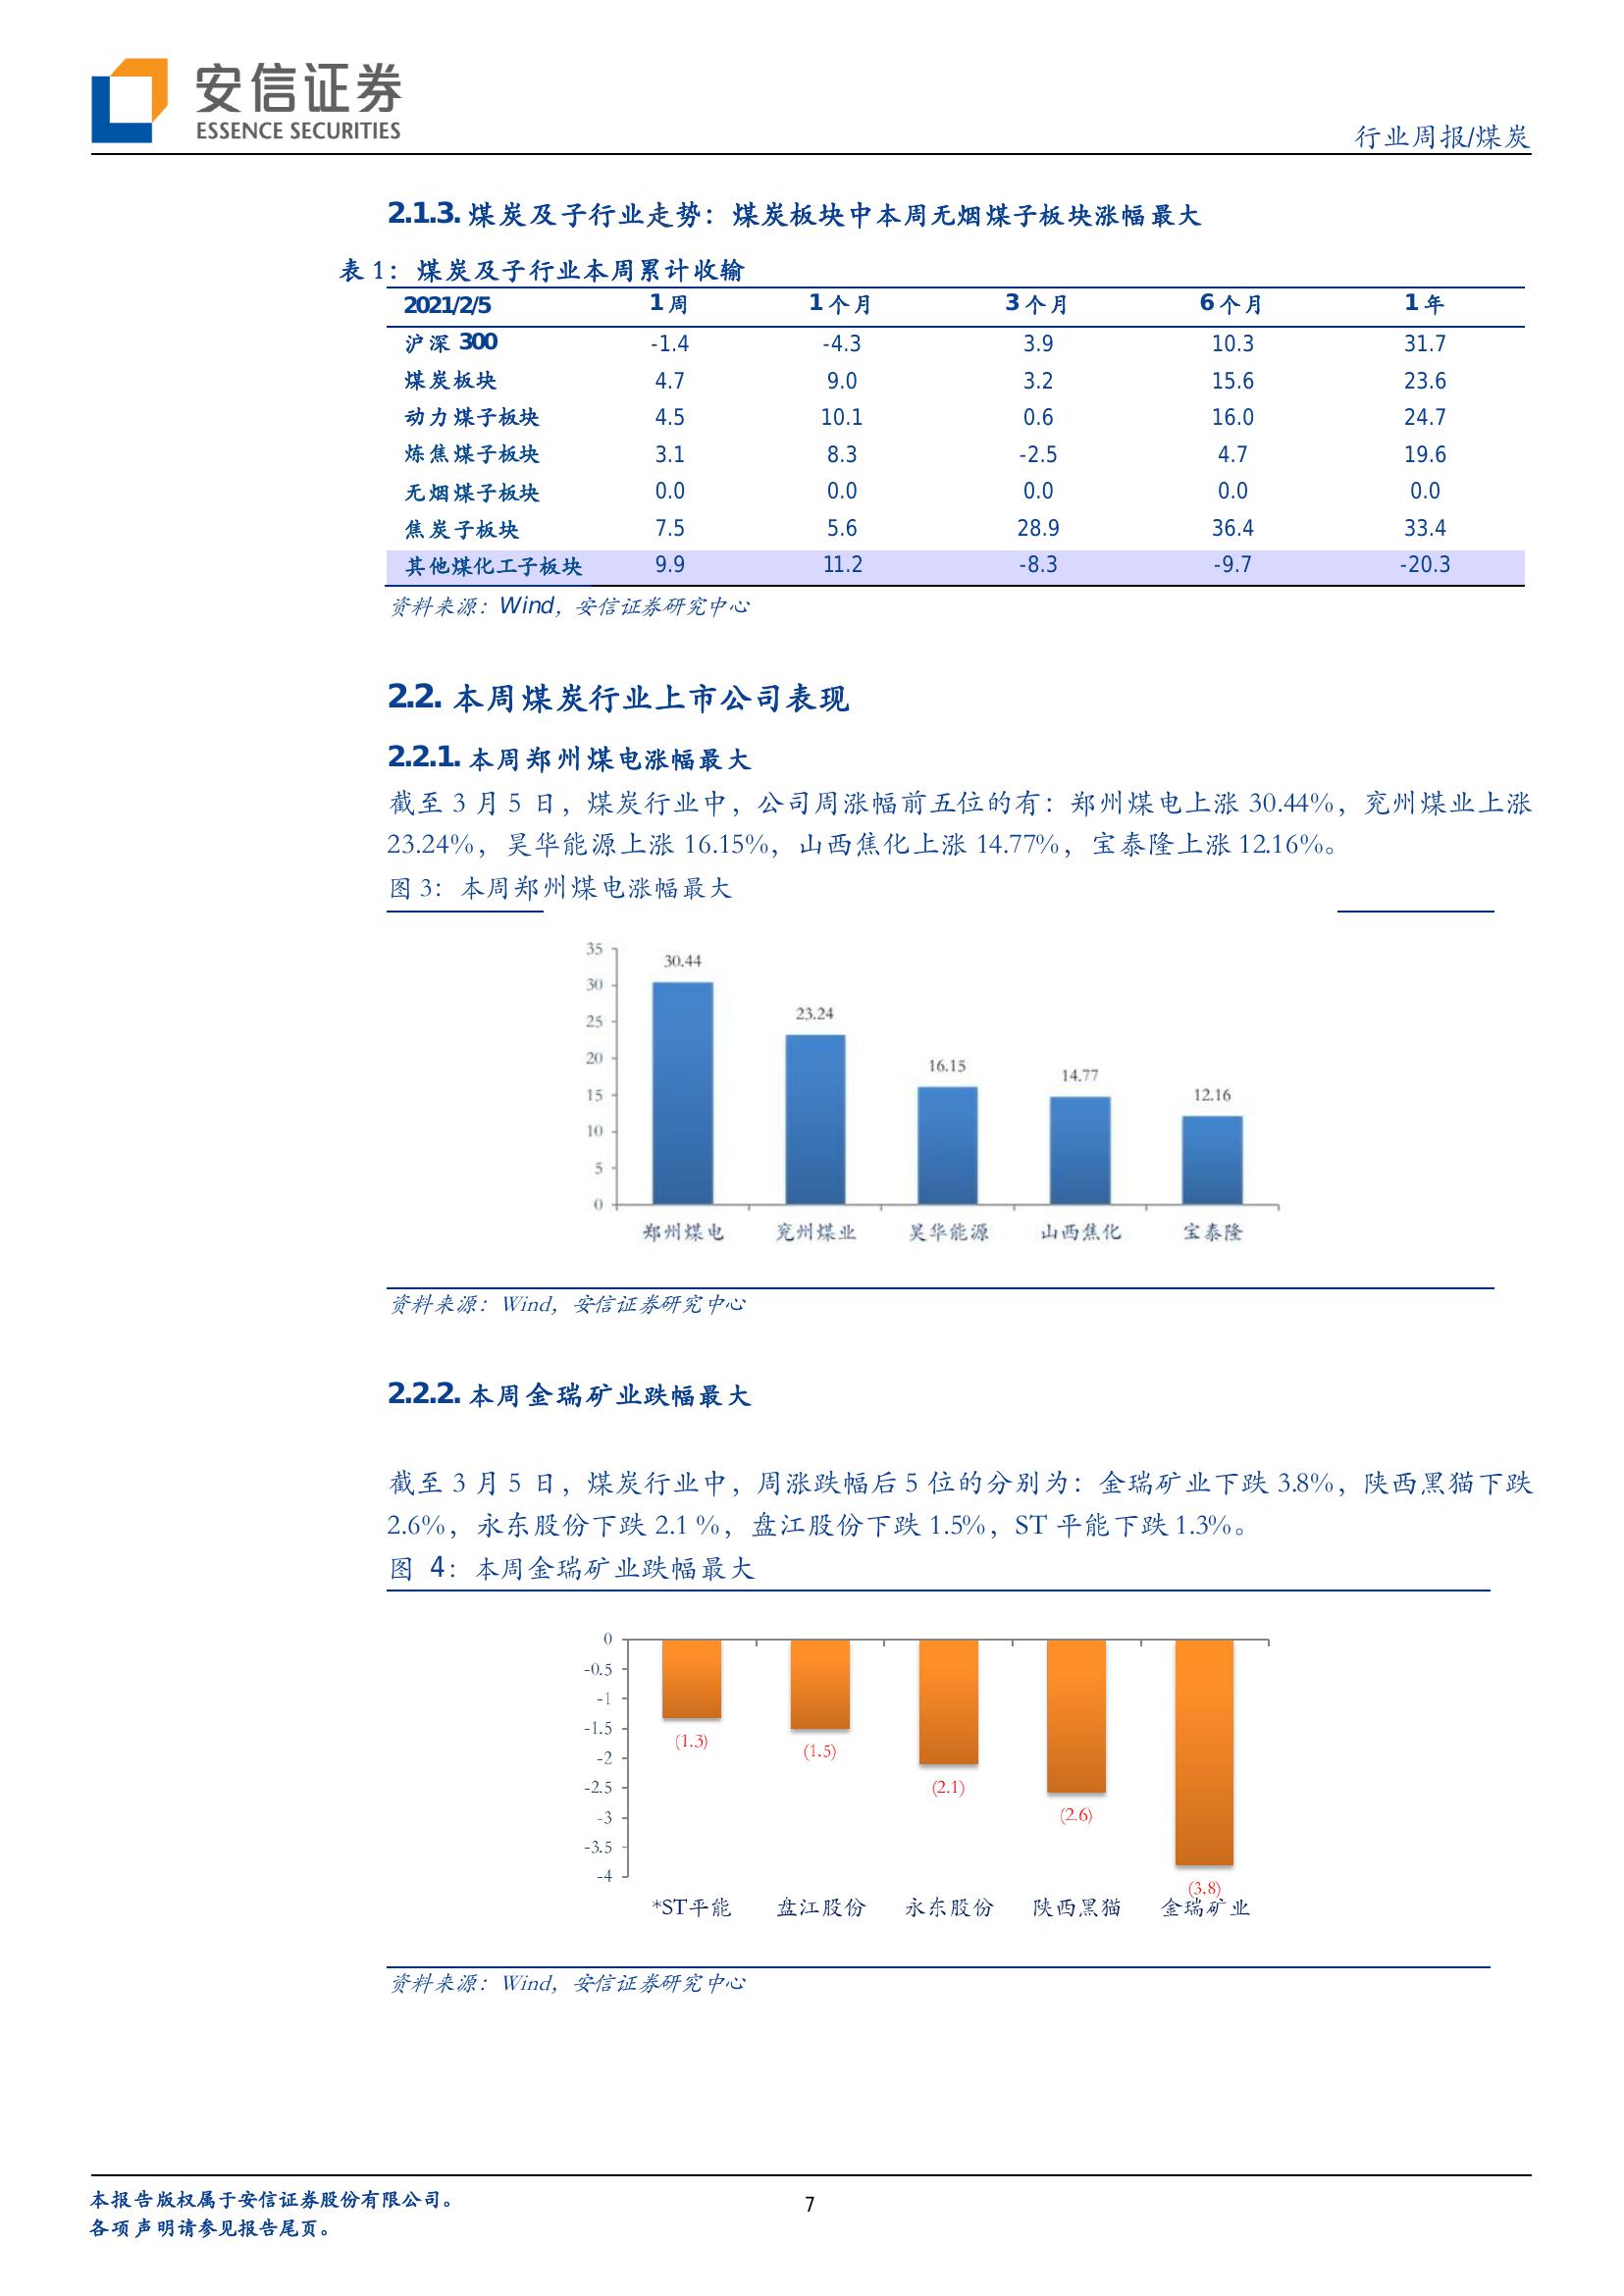 安信证券
ESSENCE SECURITIES
行业周报/煤炭
2.1.3. 煤炭及子行业走势：煤炭板块中本周无烟煤子板块涨幅最大
表 1：煤炭及子行业本周累计收输
2021/2/5 1周 1个月 3个月 6个月 1年
沪深 300 -1.4 -4.3 3.9 10.3 31.7
煤炭板块 4.7 9.0 3.2 15.6 23.6
动力煤子板块 4.5 10.1 0.6 16.0 24.7
炼焦煤子板块 3.1 8.3 -2.5 4.7 19.6
无烟煤子板块 0.0 0.0 0.0 0.0 0.0
焦炭子板块 7.5 5.6 28.9 36.4 33.4
其他煤化工子板块 9.9 11.2 -8.3 -9.7 -20.3
资料来源：Wind，安信证券研究中心
2.2. 本周煤炭行业上市公司表现
2.2.1. 本周郑州煤电涨幅最大
截至 3 月 5 日，煤炭行业中，公司周涨幅前五位的有：郑州煤电上涨 30.44%，兖州煤业上涨
23.24%，昊华能源上涨 16.15%，山西焦化上涨 14.77%，宝泰隆上涨 12.16%。
图 3：本周郑州煤电涨幅最大
35
30
25
20
15
10
5
0
30.44
23.24
16.15
14.77
12.16
郑州煤电 兖州煤业 昊华能源 山西焦化 宝泰隆
资料来源：Wind，安信证券研究中心
2.2.2. 本周金瑞矿业跌幅最大
截至 3 月 5 日，煤炭行业中，周涨跌幅后 5 位的分别为：金瑞矿业下跌 3.8%，陕西黑猫下跌
2.6%，永东股份下跌 2.1 %，盘江股份下跌 1.5%，ST 平能下跌 1.3%。
图 4：本周金瑞矿业跌幅最大
0
-0.5
-1
-1.5
-2
-2.5
-3
-3.5
-4
(1.3)
(1.5)
(2.1)
(2.6)
(3.8)
*ST平能 盘江股份 永东股份 陕西黑猫 金瑞矿业
资料来源：Wind，安信证券研究中心
本报告版权属于安信证券股份有限公司。
各项声明请参见报告尾页。
7